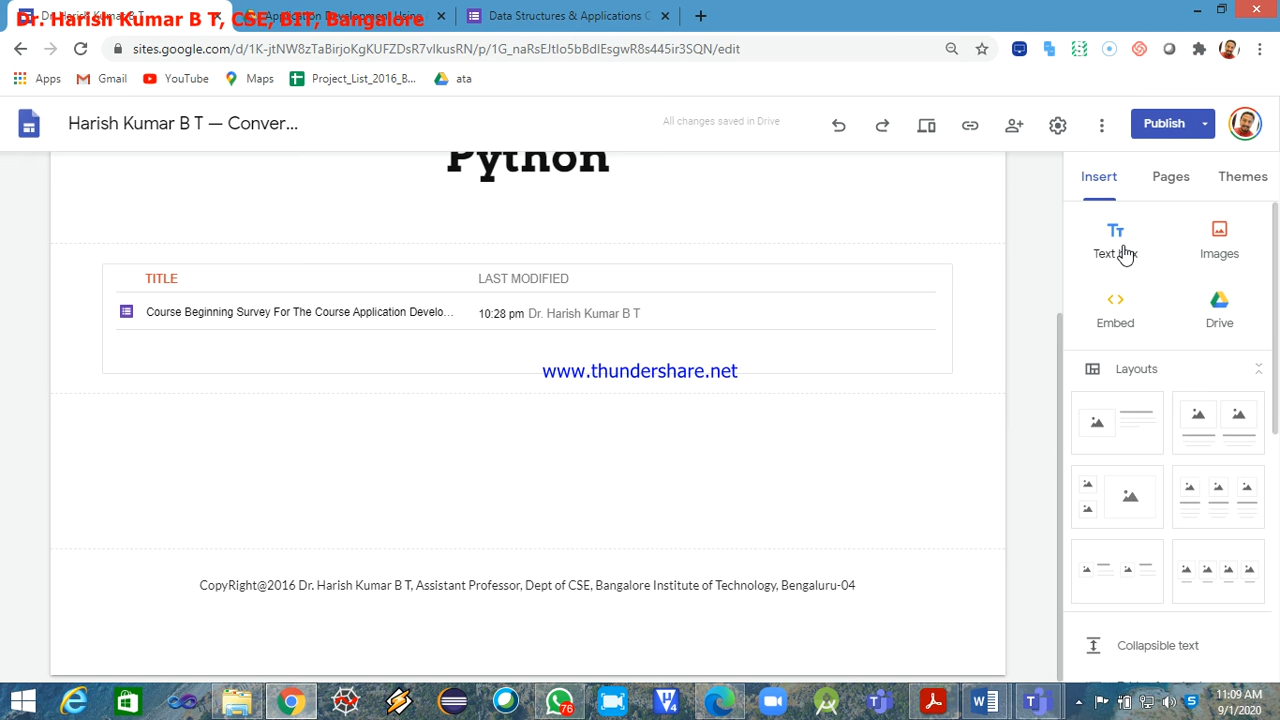 Dr. Harish Kumar B T, CSE, BIT, Bangalore
Data Structures & Applications
sites.google.com/d/1K-jtNW8zTaBirjoKgKUFZDsR7vlkusRN/p/1G_naRsEJtIo5bBdIEsgwR8s445ir3SQN/edit
Apps Gmail YouTube Maps Project_List_2016_B... ata
Harish Kumar B T — Conver...
All changes saved in Drive
Publish
Python
Insert Pages Themes
Text box Images
TITLE LAST MODIFIED
Course Beginning Survey For The Course Application Develo... 10:28 pm Dr. Harish Kumar B T
Embed Drive
www.thundershare.net
Layouts
CopyRight@2016 Dr. Harish Kumar B T, Assistant Professor, Dept of CSE, Bangalore Institute of Technology, Bengaluru-04
Collapsible text
76
11:09 AM
9/1/2020